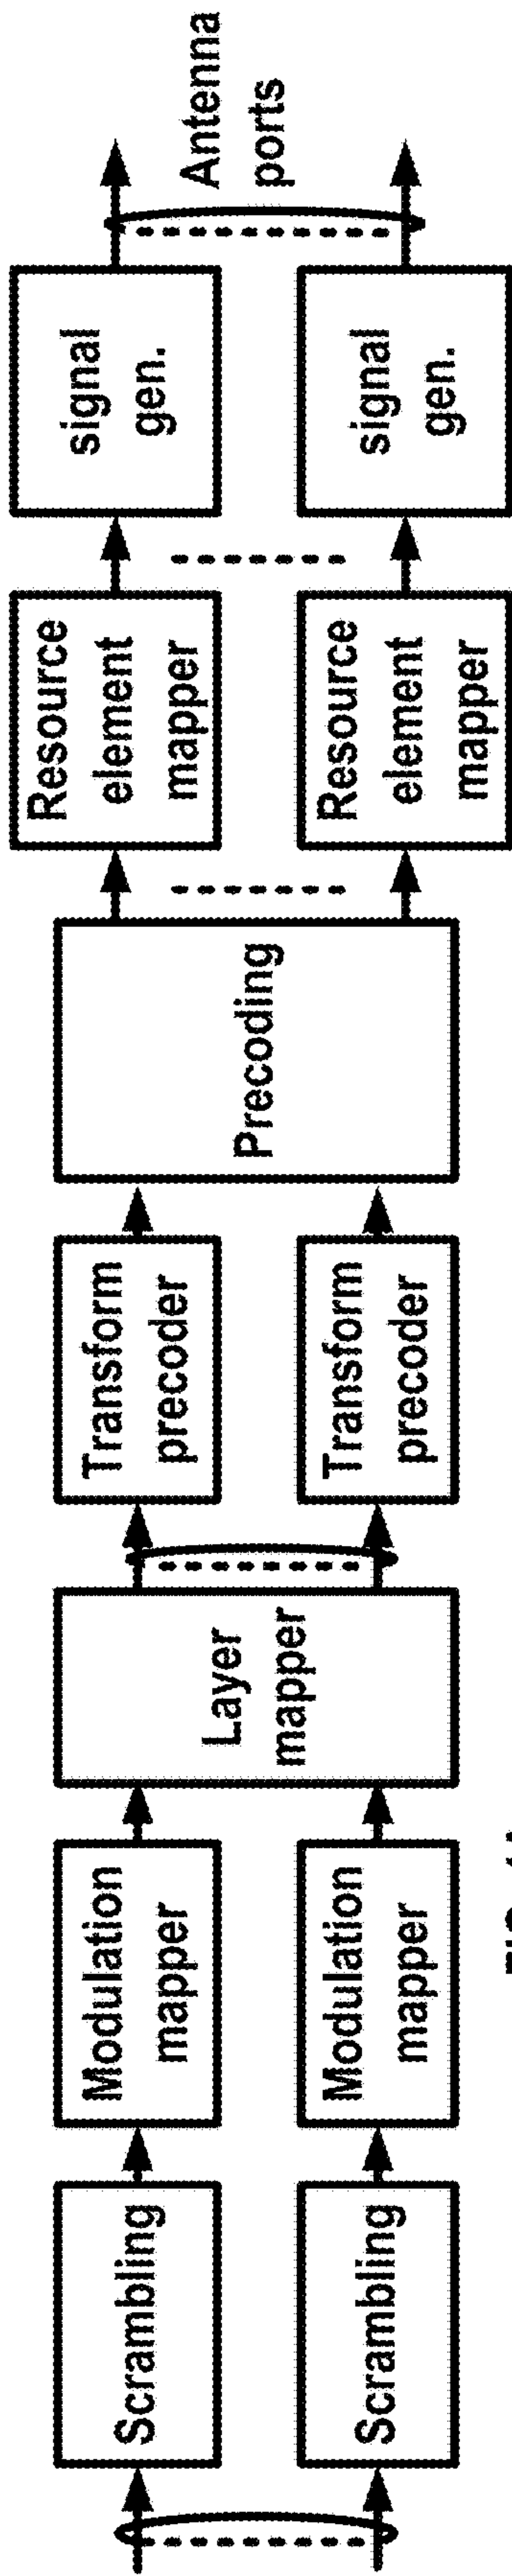 Scrambling
Scrambling
Modulation
mapper
Modulation
mapper
Layer
mapper
Transform
precoder
Transform
precoder
Precoding
Resource
element
mapper
Resource
element
mapper
signal
gen.
signal
gen.
Antenna
ports